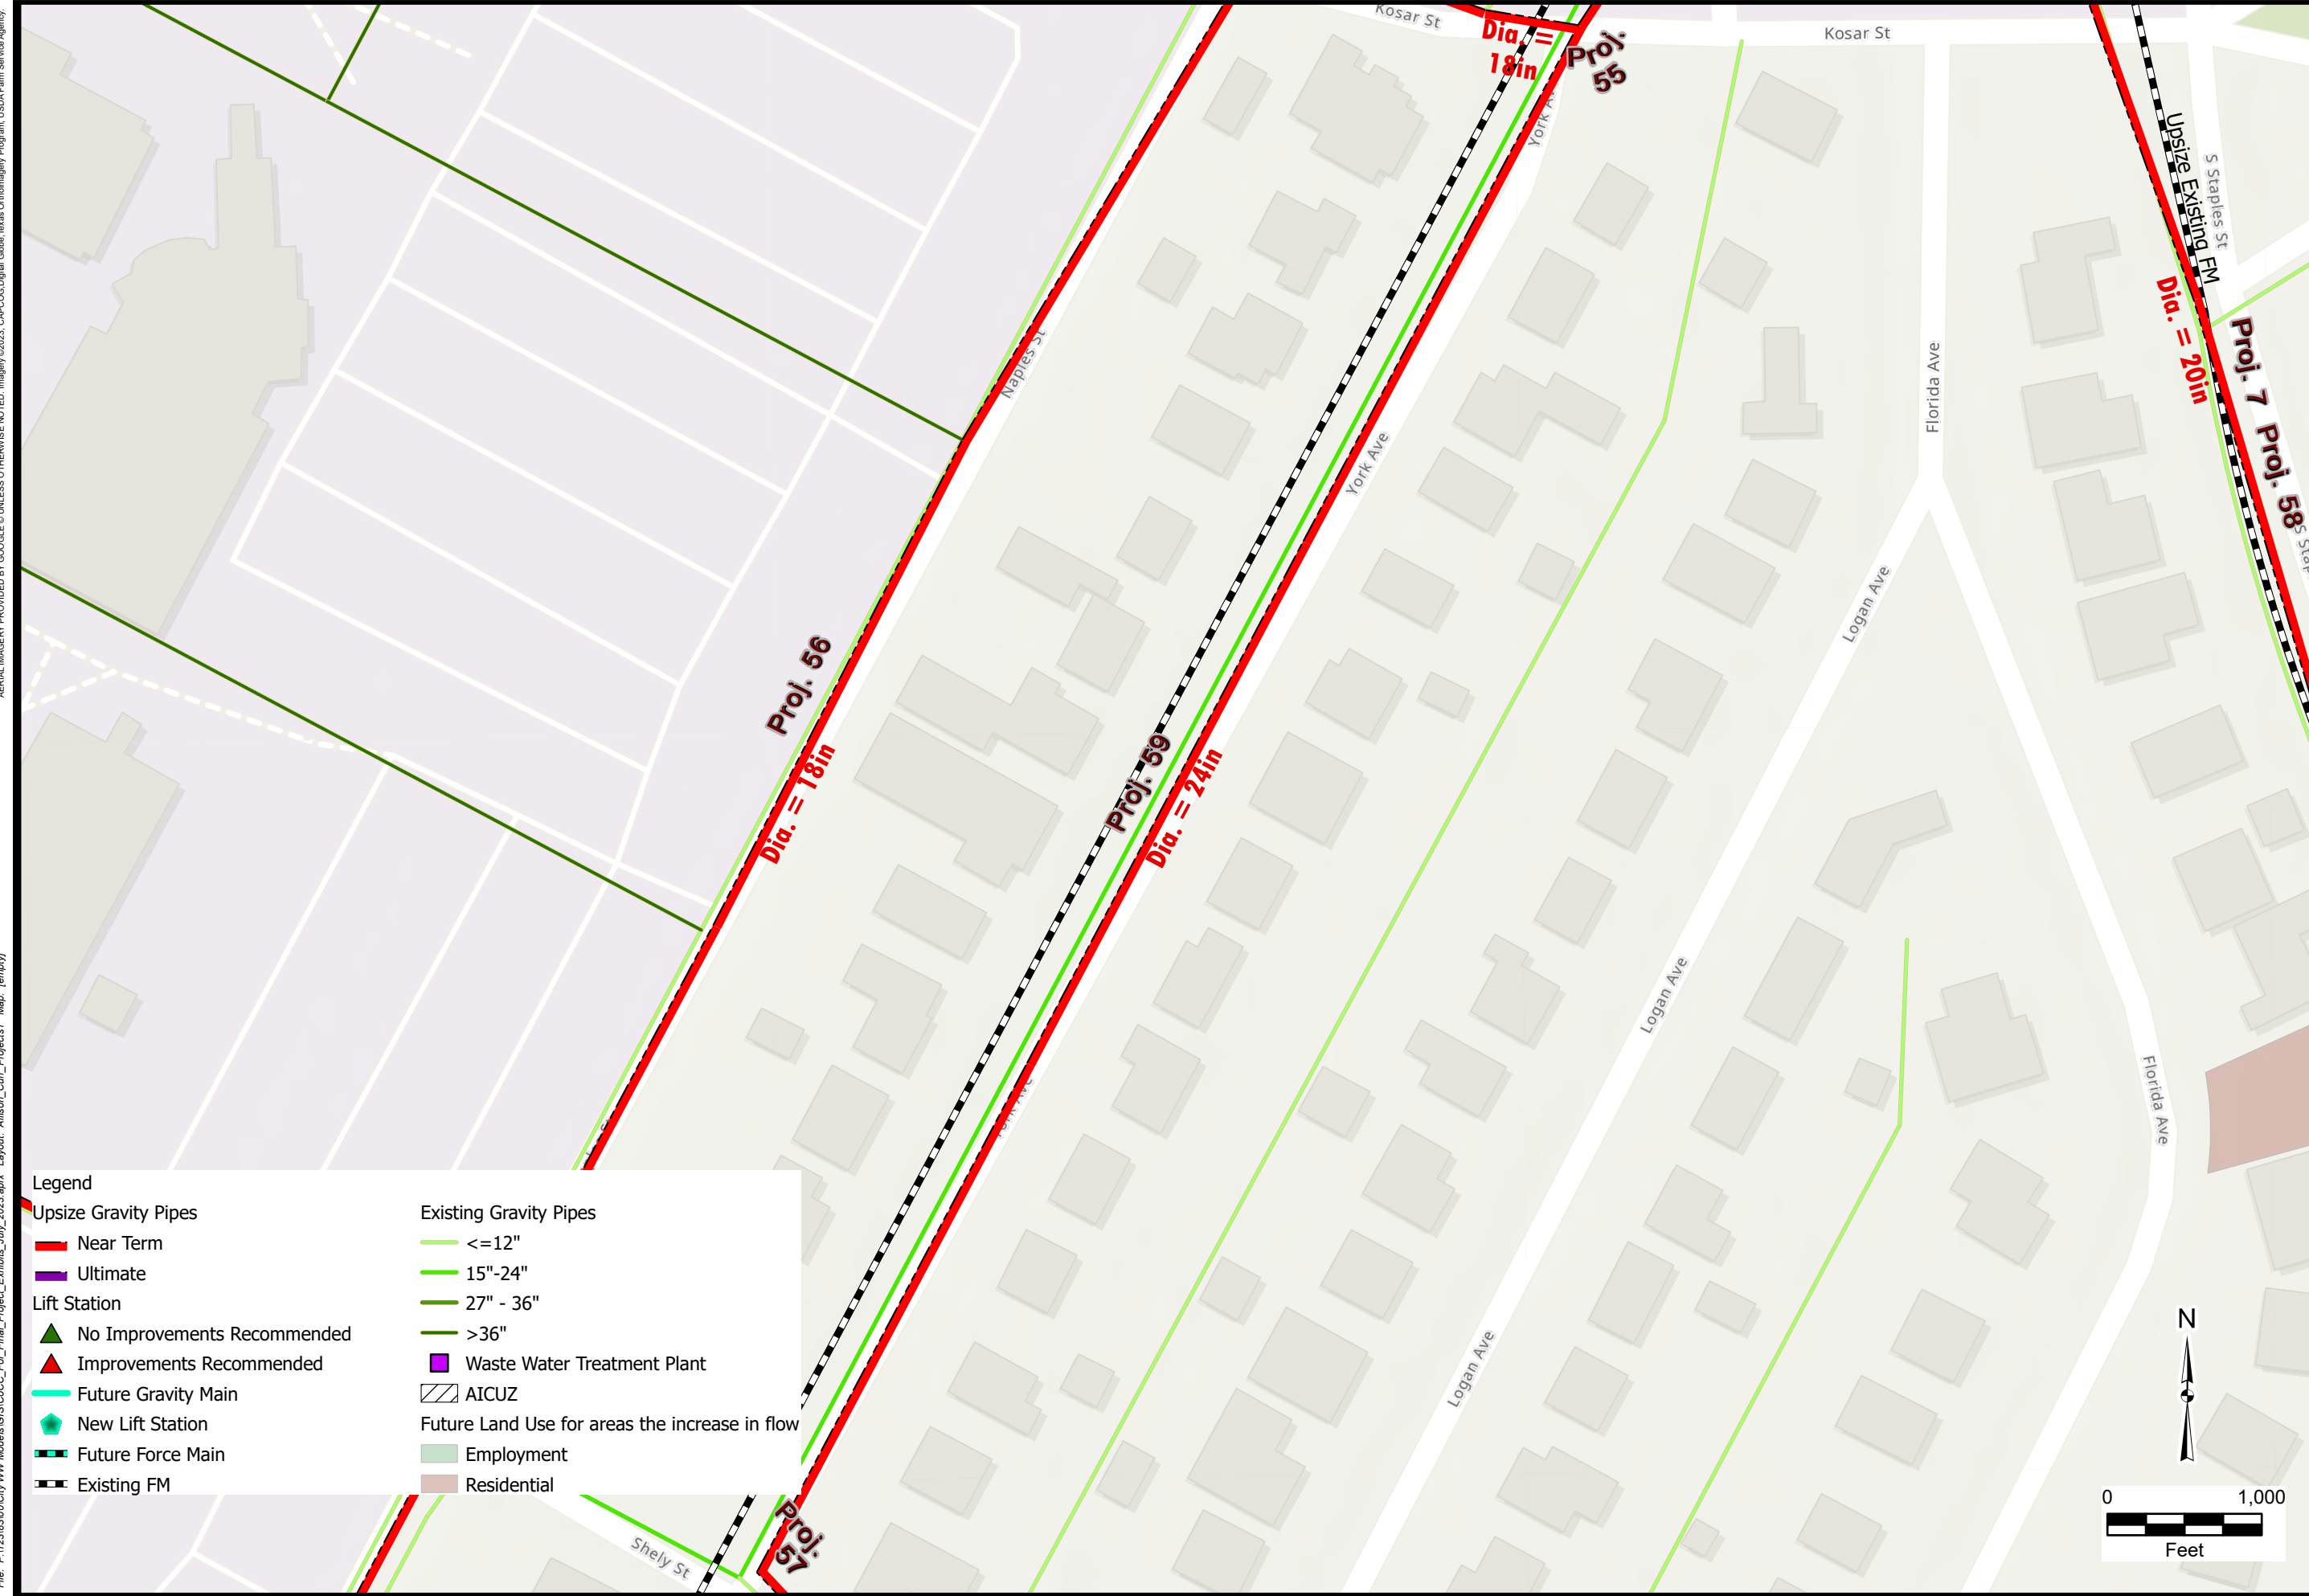 Kosar St
Dia. =
18in
Proj.
55
Kosar St
York Av
Upsize Existing FM
S Staples St
Dia. = 20in
Proj. 7
Proj. 58
S Stap
Naples St
York Ave
Florida Ave
Logan Ave
Proj. 56
Dia. = 18in
Proj. 59
Dia. = 24in
Logan Ave
York Ave
Florida Ave
Logan Ave
Proj.
57
Shely St
Legend
Upsize Gravity Pipes
Near Term
Ultimate
Lift Station
No Improvements Recommended
Improvements Recommended
Future Gravity Main
New Lift Station
Future Force Main
Existing FM
Existing Gravity Pipes
<=12"
15"-24"
27" - 36"
>36"
Waste Water Treatment Plant
AICUZ
Future Land Use for areas the increase in flow
Employment
Residential
N
0 1,000
Feet